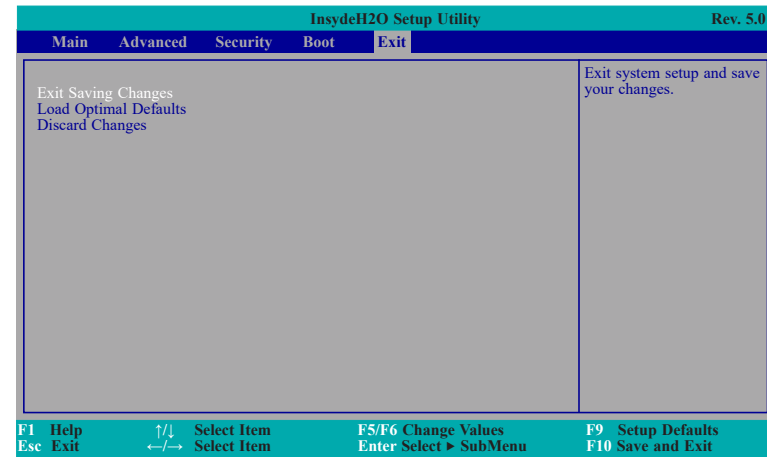 InsydeH2O Setup Utility Rev. 5.0
Main Advanced Security Boot Exit
Exit Saving Changes
Load Optimal Defaults
Discard Changes
Exit system setup and save
your changes.
F1 Help ↑/↓ Select Item F5/F6 Change Values F9 Setup Defaults
Esc Exit ←/→ Select Item Enter Select ► SubMenu F10 Save and Exit